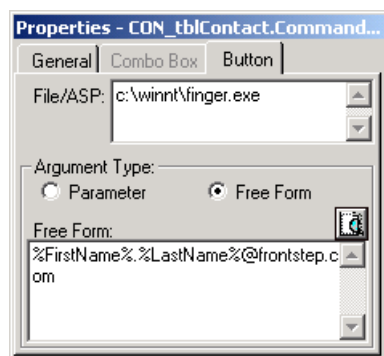 Properties - CON_tblContact.Command...
General Combo Box Button
File/ASP: c:\winnt\finger.exe
Argument Type:
Parameter Free Form
Free Form:
%FirstName%.%LastName%@frontstep.c
om